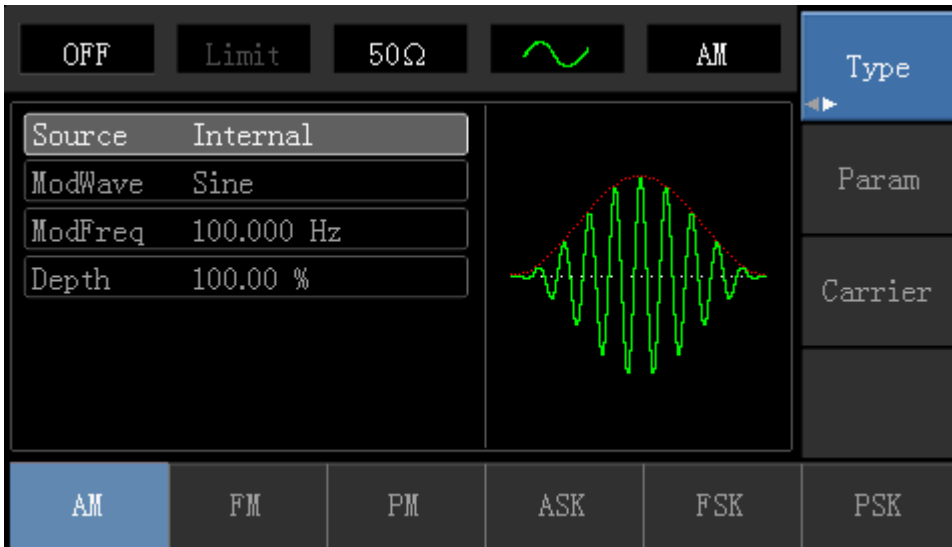 OFF Limit 50Ω AM
Type
Source Internal
ModWave Sine
ModFreq 100.000 Hz
Depth 100.00 %
Param
Carrier
AM FM PM ASK FSK PSK